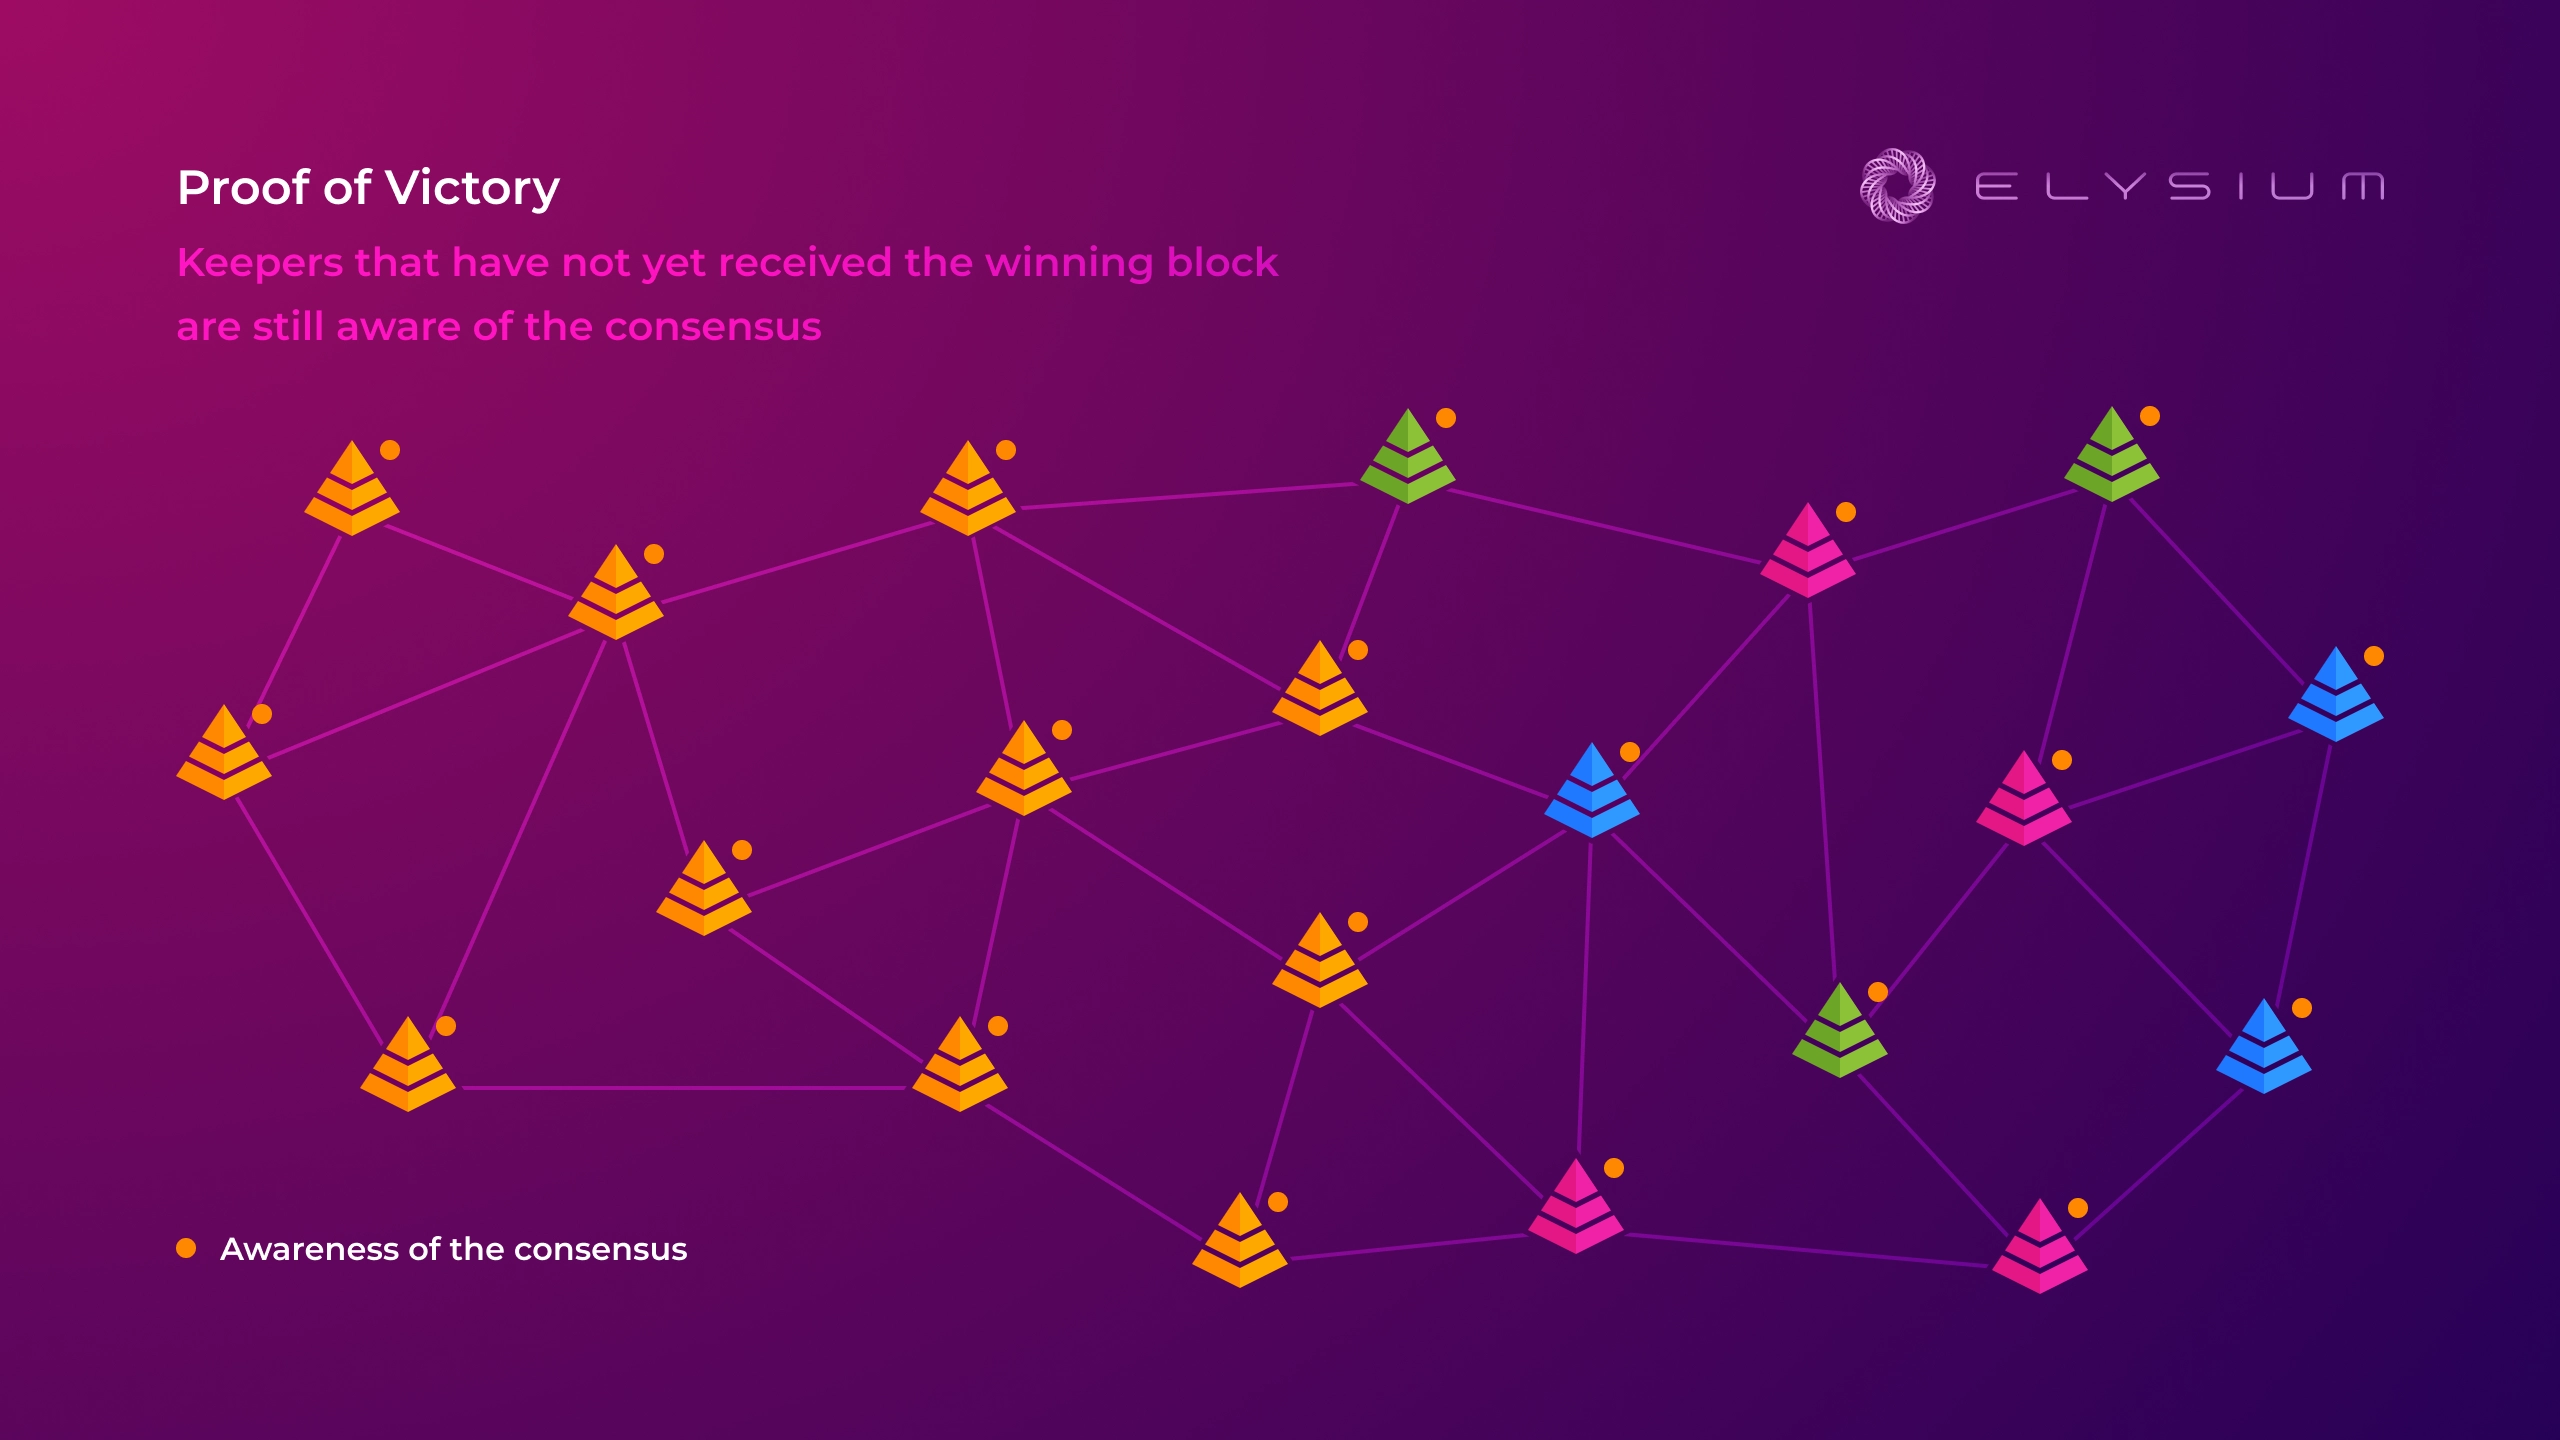 Proof of Victory
ELYSIUM
Keepers that have not yet received the winning block
are still aware of the consensus
Awareness of the consensus